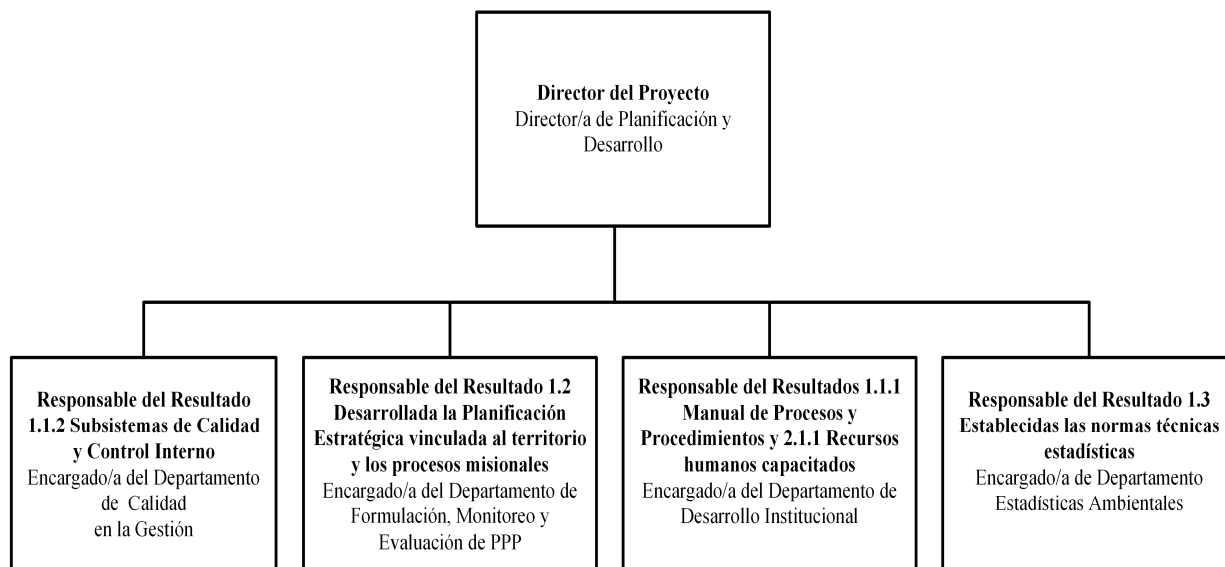 Director del Proyecto
Director/a de Planificación y
Desarrollo
Responsable del Resultado
1.1.2 Subsistemas de Calidad
y Control Interno
Encargado/a del Departamento
de Calidad
en la Gestión
Responsable del Resultado 1.2
Desarrollada la Planificación
Estratégica vinculada al territorio
y los procesos misionales
Encargado/a del Departamento de
Formulación, Monitoreo y
Evaluación de PPP
Responsable del Resultados 1.1.1
Manual de Procesos y
Procedimientos y 2.1.1 Recursos
humanos capacitados
Encargado/a del Departamento de
Desarrollo Institucional
Responsable del Resultado 1.3
Establecidas las normas técnicas
estadísticas
Encargado/a de Departamento
Estadísticas Ambientales